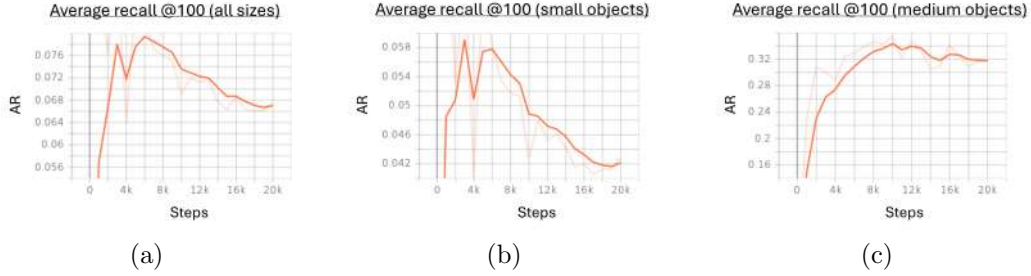 Average recall @100 (all sizes)
AR
0.076
0.072
0.068
0.064
0.06
0.056
0 4k 8k 12k 16k 20k
Steps
(a)
Average recall @100 (small objects)
AR
0.058
0.054
0.05
0.046
0.042
0 4k 8k 12k 16k 20k
Steps
(b)
Average recall @100 (medium objects)
AR
0.32
0.28
0.24
0.2
0.16
0 4k 8k 12k 16k 20k
Steps
(c)